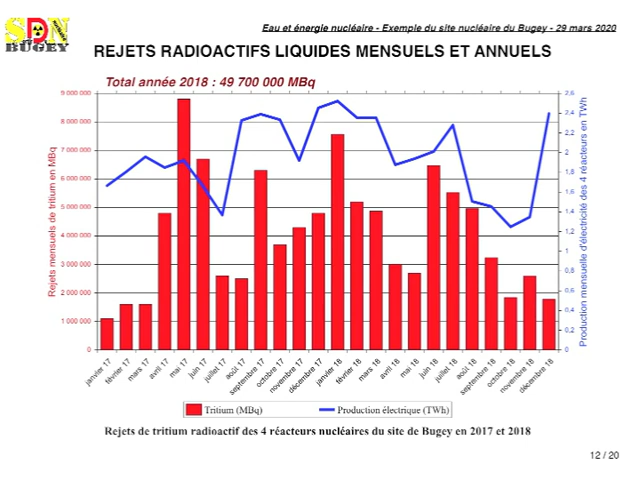 SDN
BUGEY
Eau et énergie nucléaire - Exemple du site nucléaire du Bugey - 29 mars 2020
REJETS RADIOACTIFS LIQUIDES MENSUELS ET ANNUELS
Total année 2018 : 49 700 000 MBq
Rejets mensuels de tritium en MBq
9 000 000
8 000 000
7 000 000
6 000 000
5 000 000
4 000 000
3 000 000
2 000 000
1 000 000
0
2,6
2,4
2,2
2
1,8
1,6
1,4
1,2
1
0,8
0,6
0,4
0,2
0
Production mensuelle d'électricité des 4 réacteurs en TWh
janvier 17
février 17
mars 17
avril 17
mai 17
juin 17
juillet 17
août 17
septembre 17
octobre 17
novembre 17
décembre 17
janvier 18
février 18
mars 18
avril 18
mai 18
juin 18
juillet 18
août 18
septembre 18
octobre 18
novembre 18
décembre 18
Tritium (MBq)
Production électrique (TWh)
Rejets de tritium radioactif des 4 réacteurs nucléaires du site de Bugey en 2017 et 2018
12 / 20